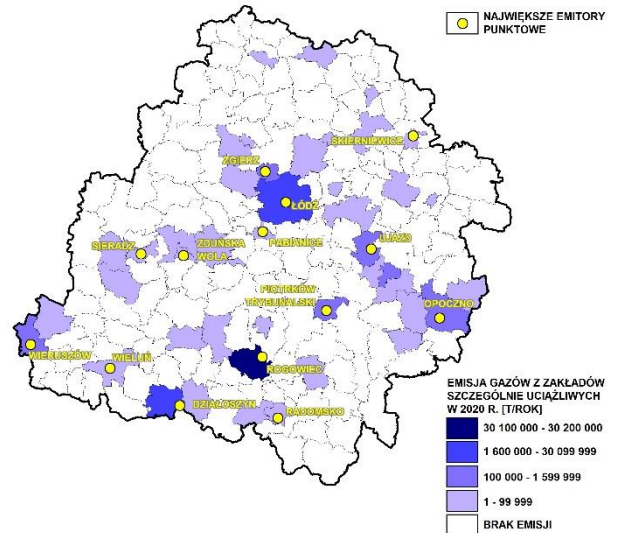 NAJWIĘKSZE EMITORY
PUNKTOWE
SKIERNIEWICE
ZGIERZ
ŁÓDŹ
PABIANICE
UJAZD
SIERADZ
ZDUŃSKA
WOLA
PIOTRKÓW
TRYBUNALSKI
OPOCZNO
WIERUSZÓW
WIELUŃ
ROGOWIEC
DZIAŁOSZYN
RADOMSKO
EMISJA GAZÓW Z ZAKŁADÓW
SZCZEGÓLNIE UCIĄŻLIWYCH
W 2020 R. [T/ROK]
30 100 000 - 30 200 000
1 600 000 - 30 099 999
100 000 - 1 599 999
1 - 99 999
BRAK EMISJI